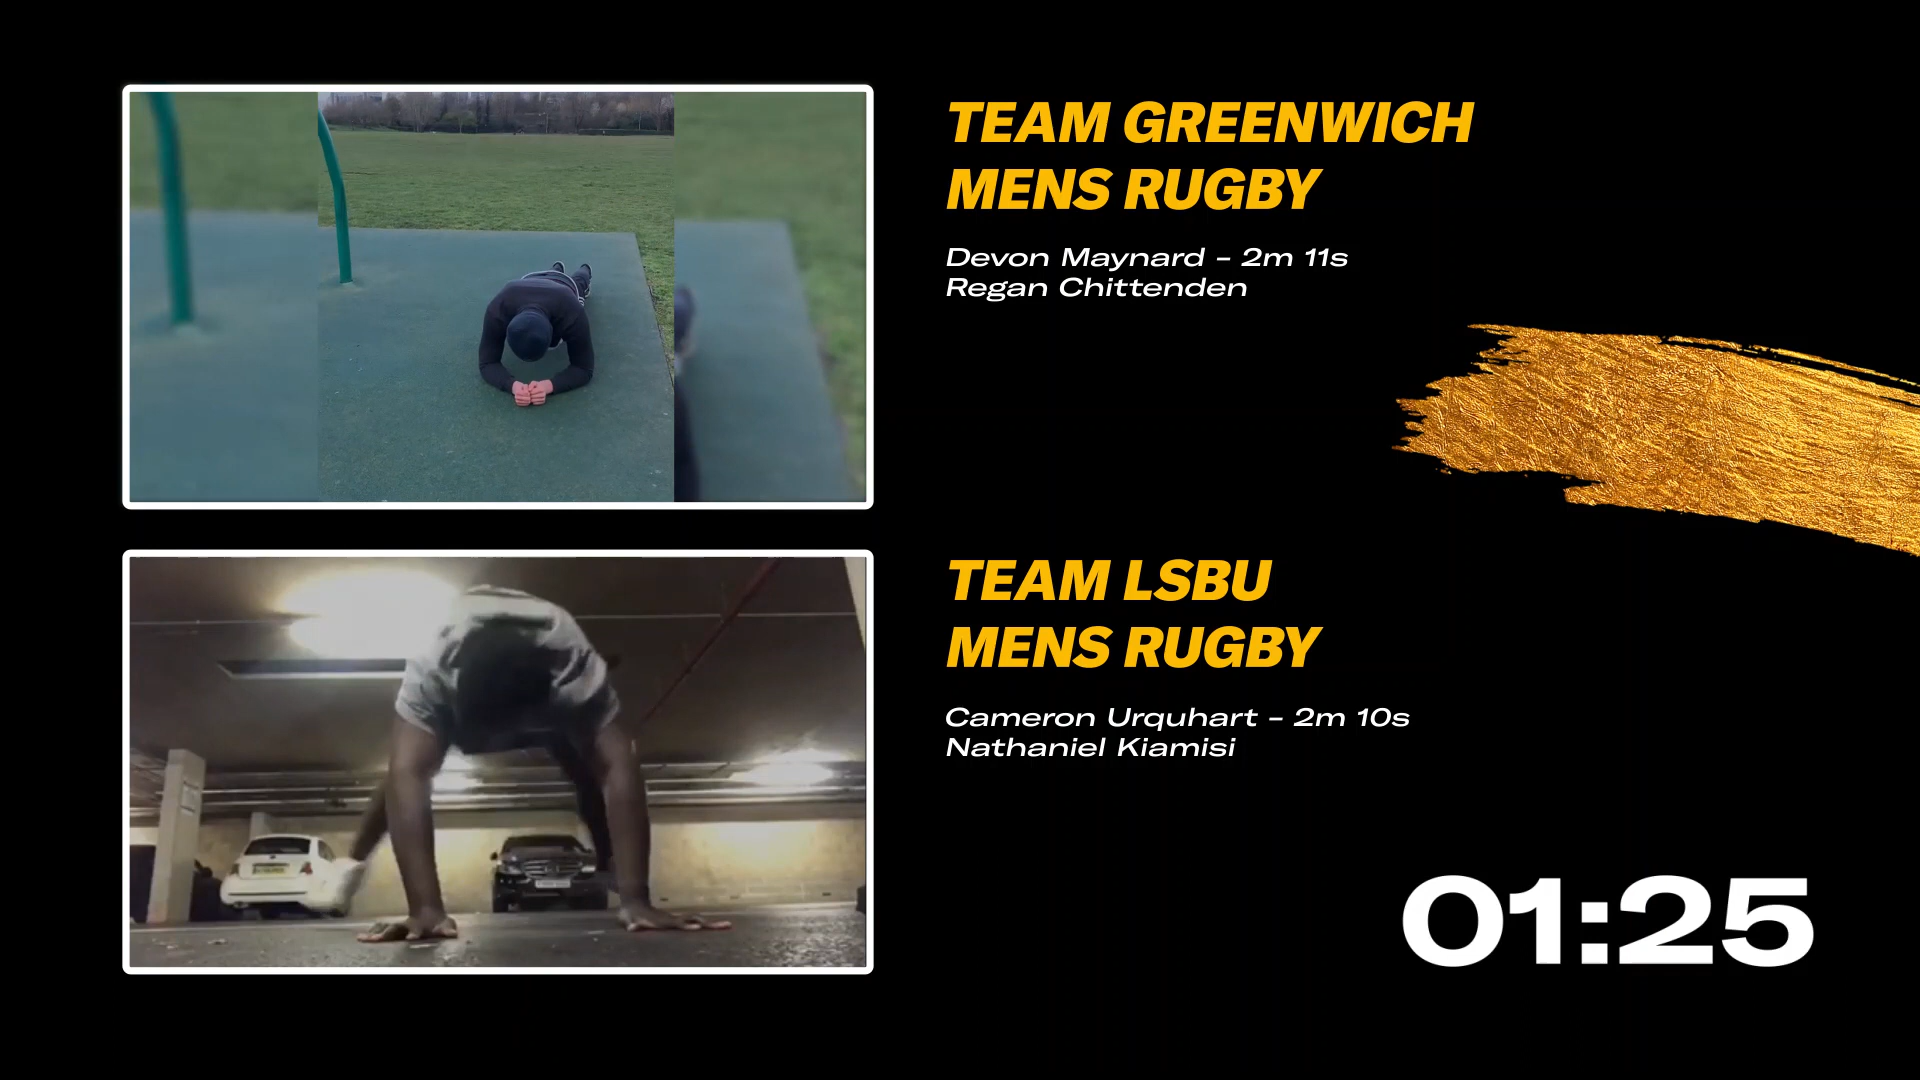 TEAM GREENWICH
MENS RUGBY
Devon Maynard - 2m 11s
Regan Chittenden
TEAM LSBU
MENS RUGBY
Cameron Urquhart - 2m 10s
Nathaniel Kiamisi
01:25